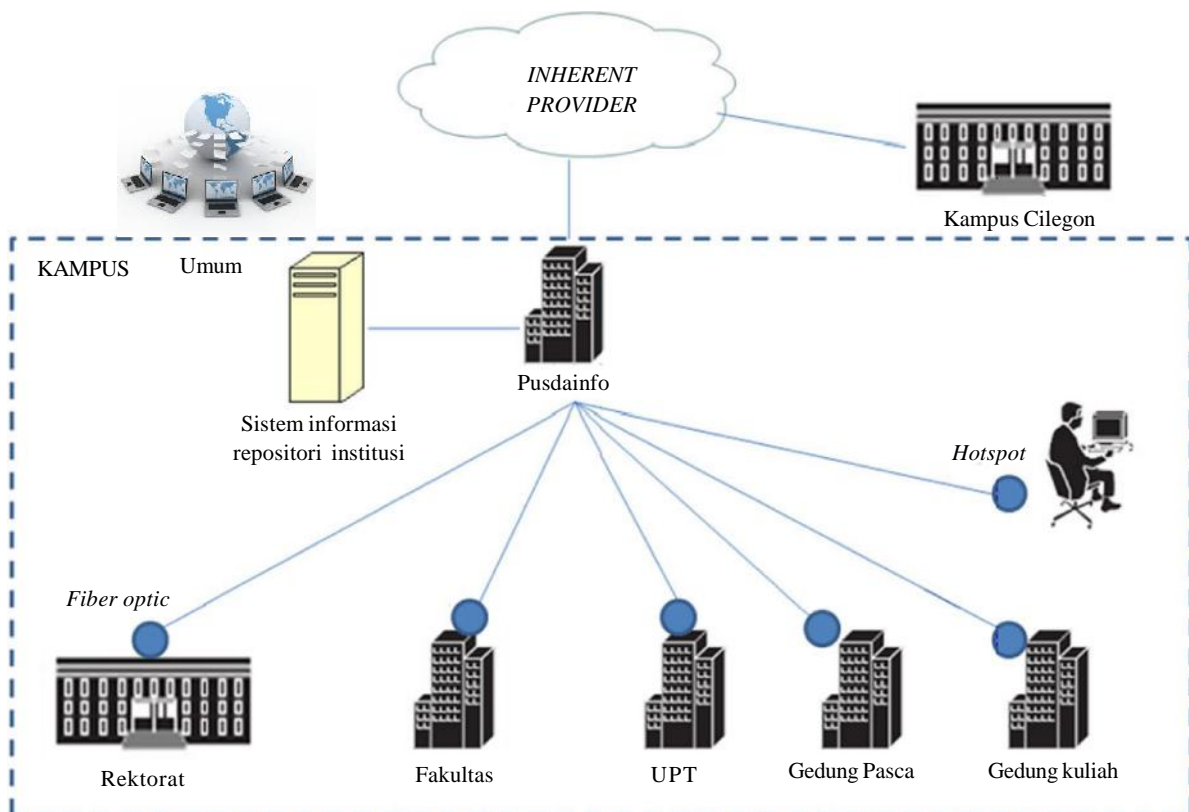 INHERENT
PROVIDER
Kampus Cilegon
KAMPUS
Umum
Pusdainfo
Sistem informasi
repositori institusi
Hotspot
Fiber optic
Rektorat
Fakultas
UPT
Gedung Pasca
Gedung kuliah